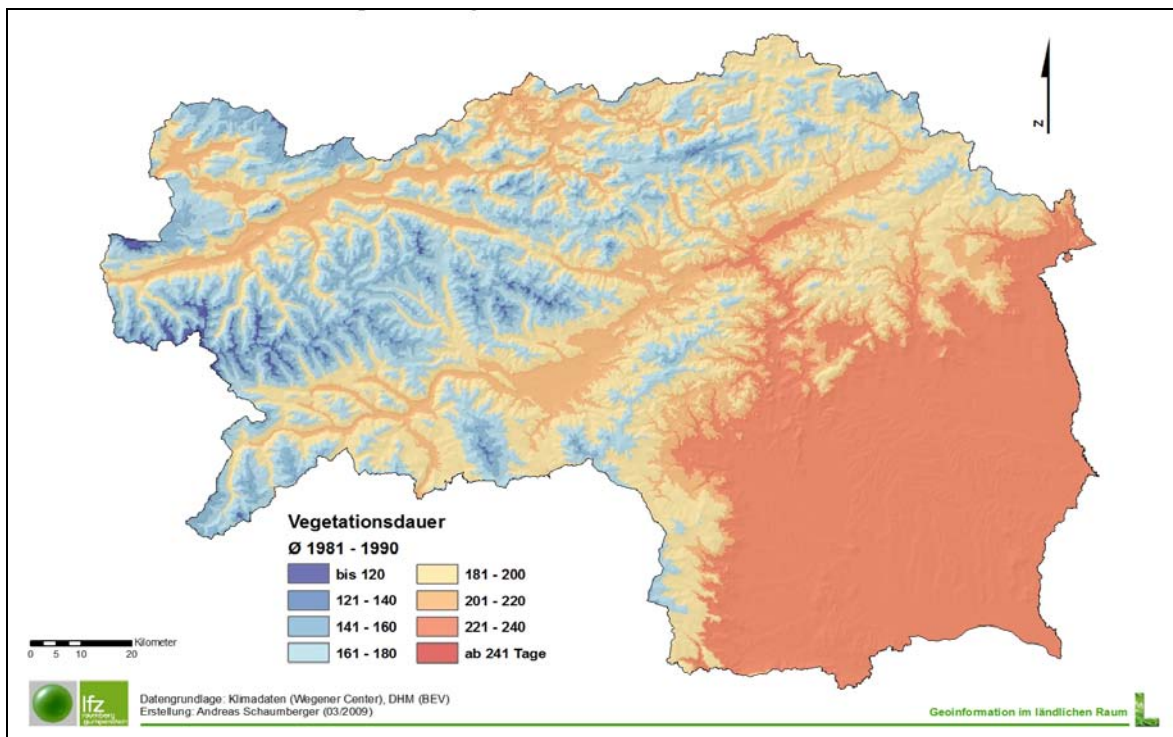 N
Vegetationsdauer
Ø 1981 - 1990
bis 120
121 - 140
141 - 160
161 - 180
181 - 200
201 - 220
221 - 240
ab 241 Tage
Kilometer
0 5 10 20
lfz
raumberg
gumpenstein
Datengrundlage: Klimadaten (Wegener Center), DHM (BEV)
Erstellung: Andreas Schaumberger (03/2009)
Geoinformation im ländlichen Raum
L